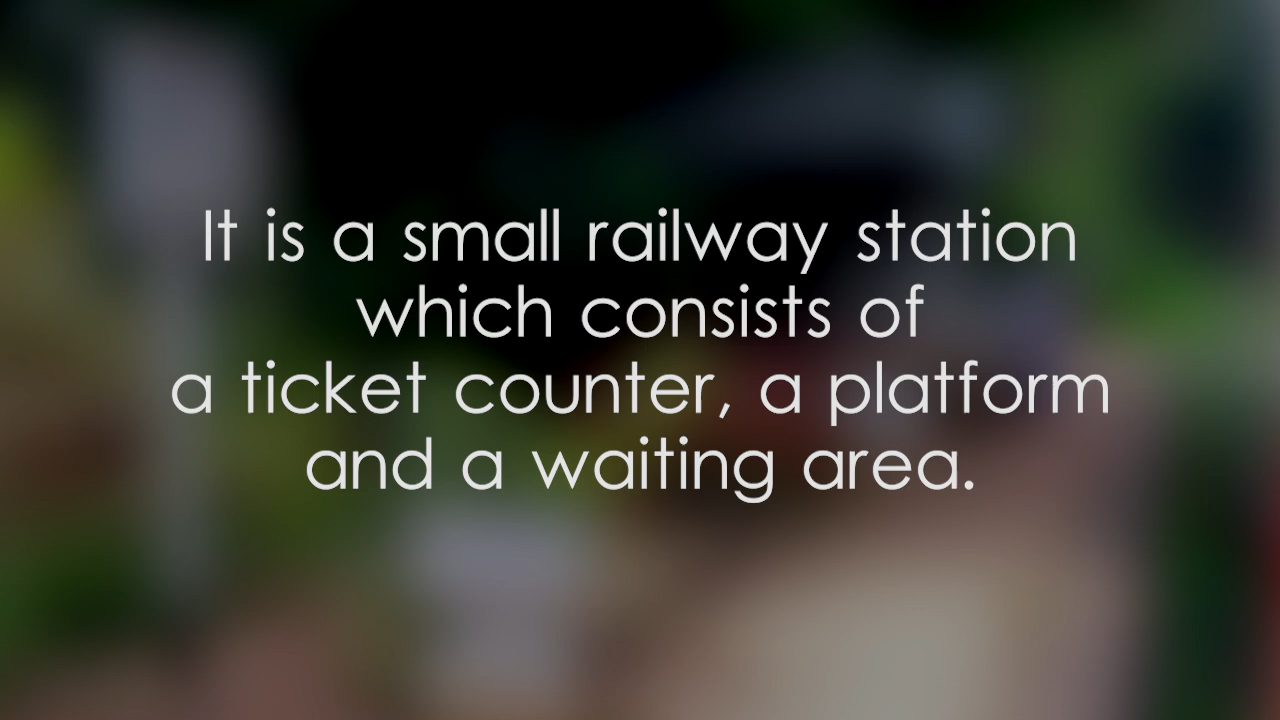 It is a small railway station
which consists of
a ticket counter, a platform
and a waiting area.